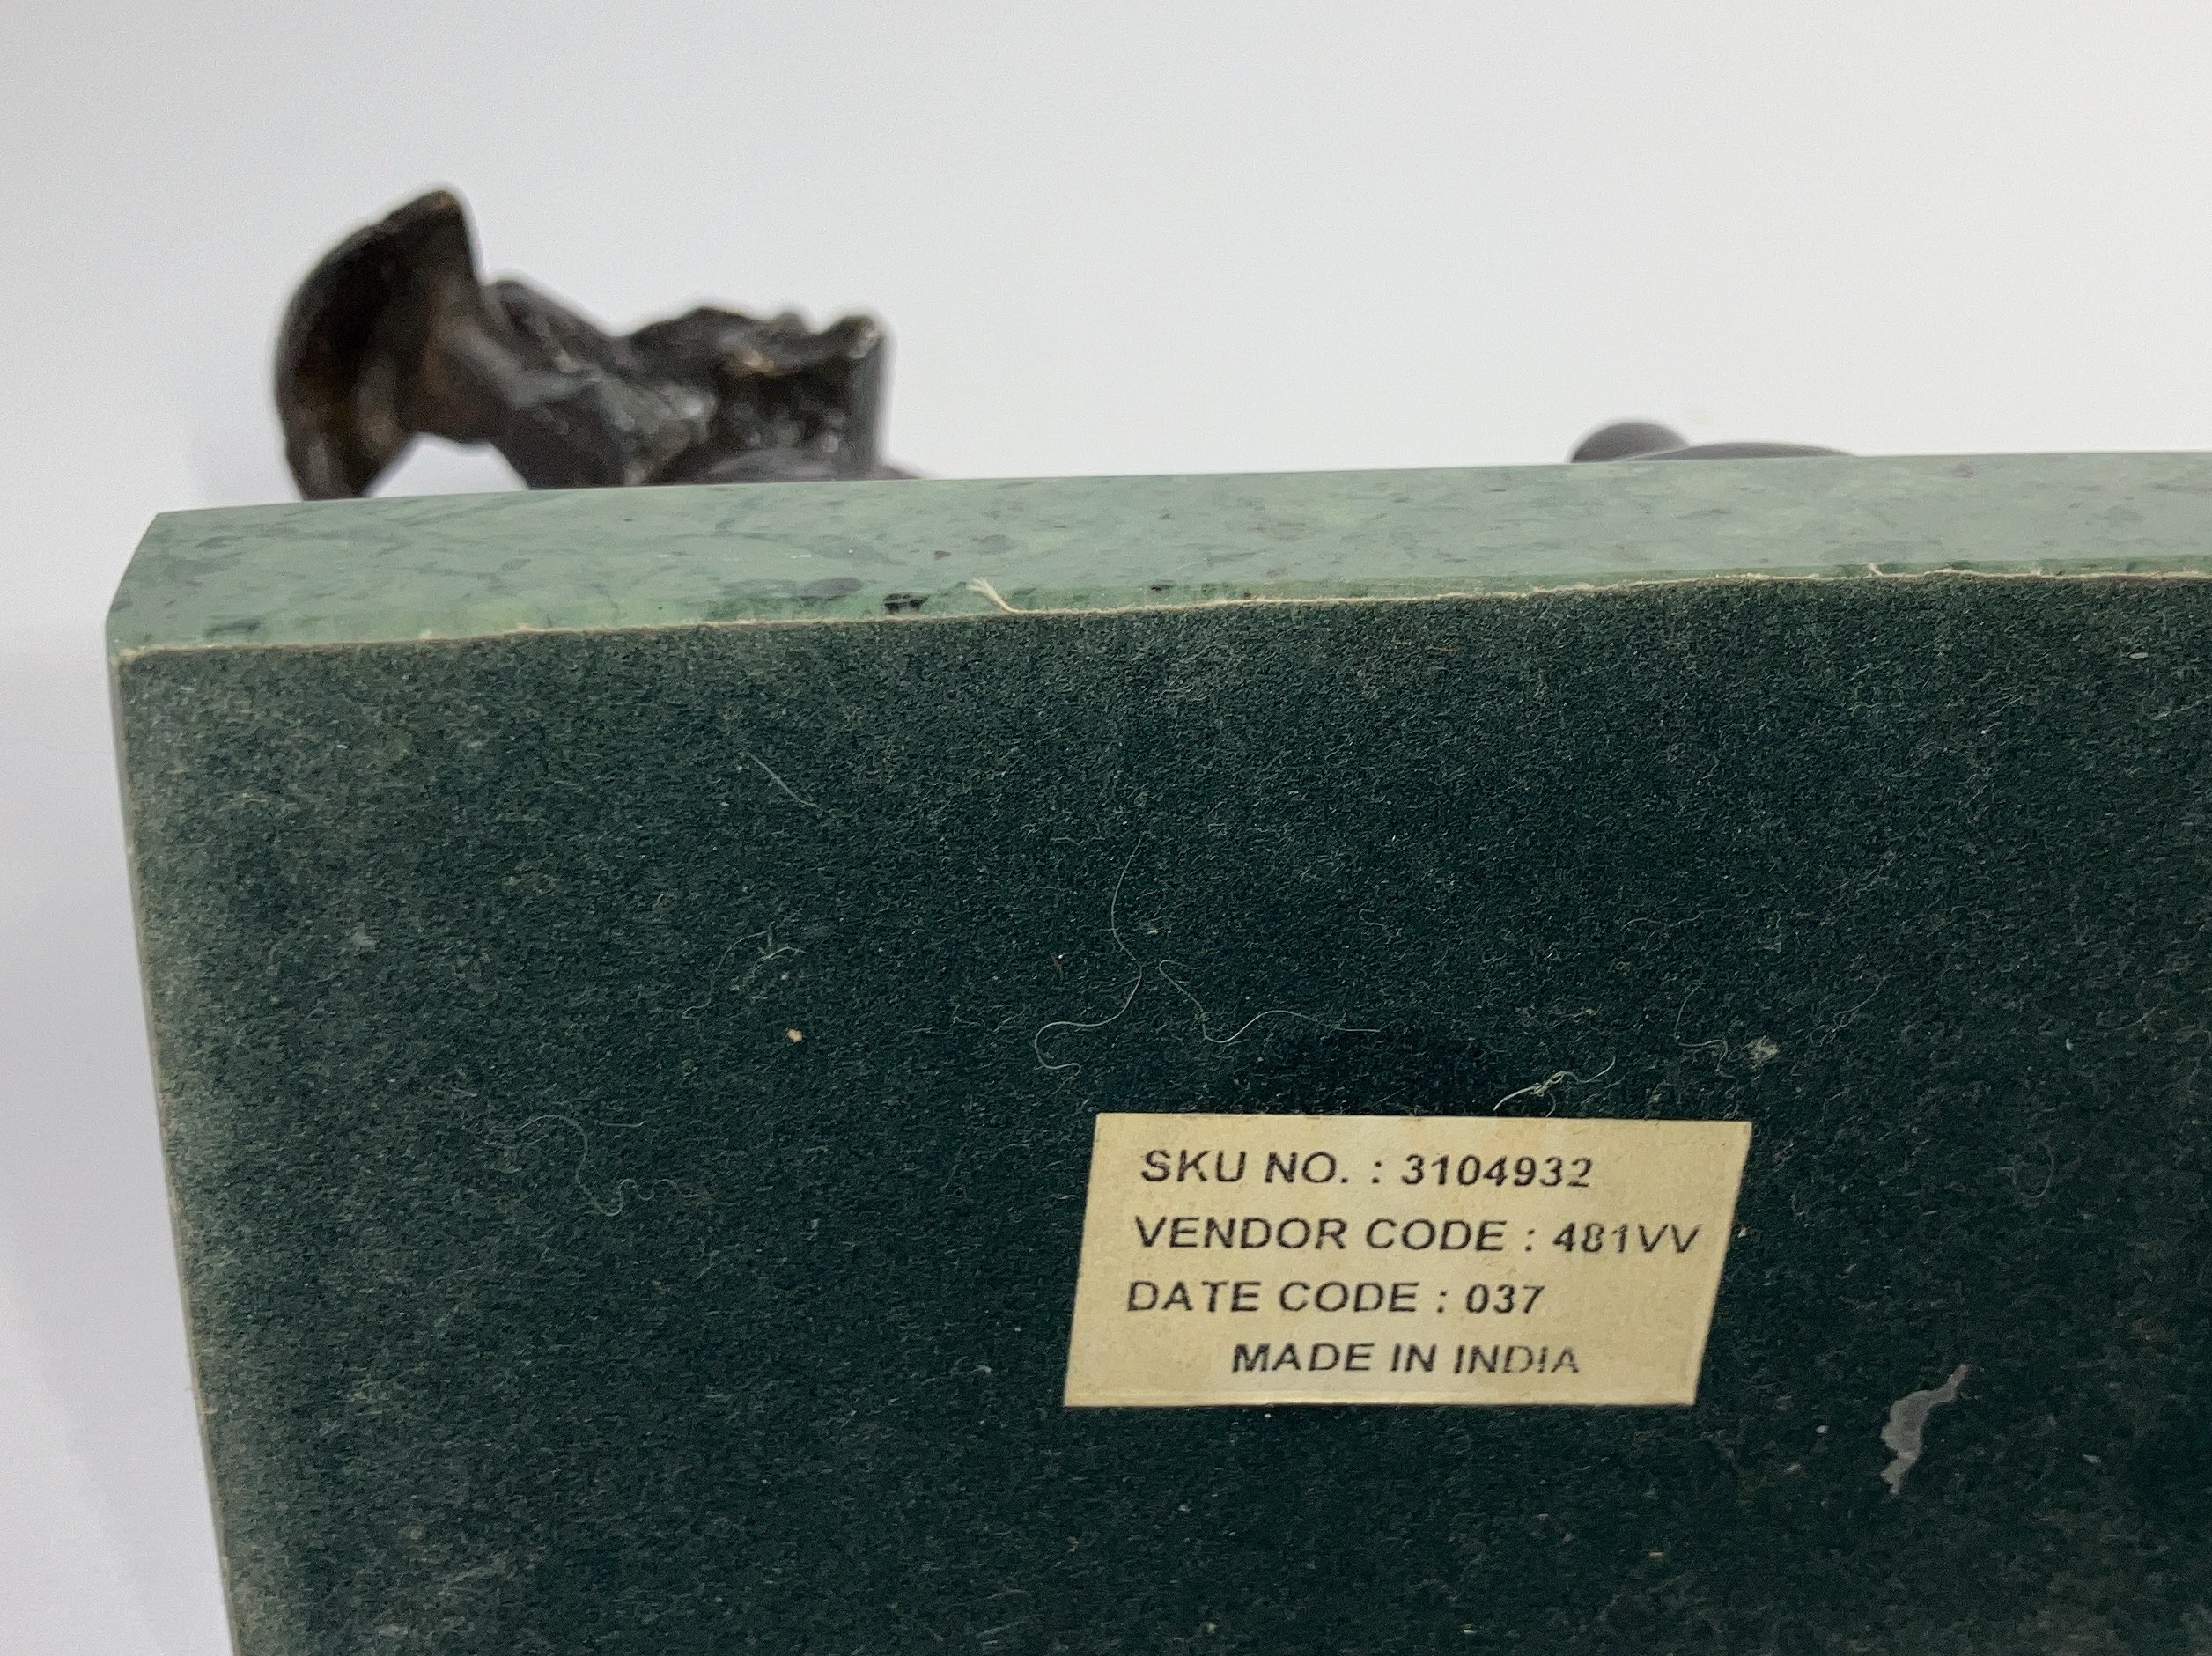 SKU NO. : 3104932
VENDOR CODE : 481VV
DATE CODE : 037
MADE IN INDIA